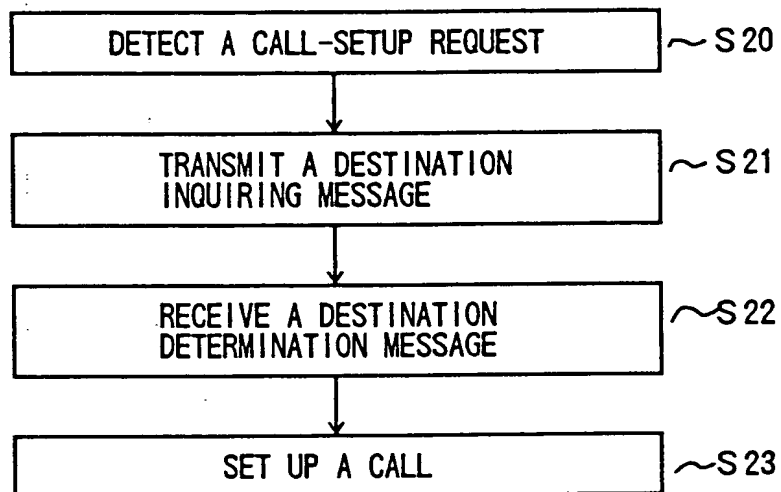 DETECT A CALL-SETUP REQUEST ~ S20
TRANSMIT A DESTINATION ~ S21
INQUIRING MESSAGE
RECEIVE A DESTINATION ~ S22
DETERMINATION MESSAGE
SET UP A CALL ~ S23